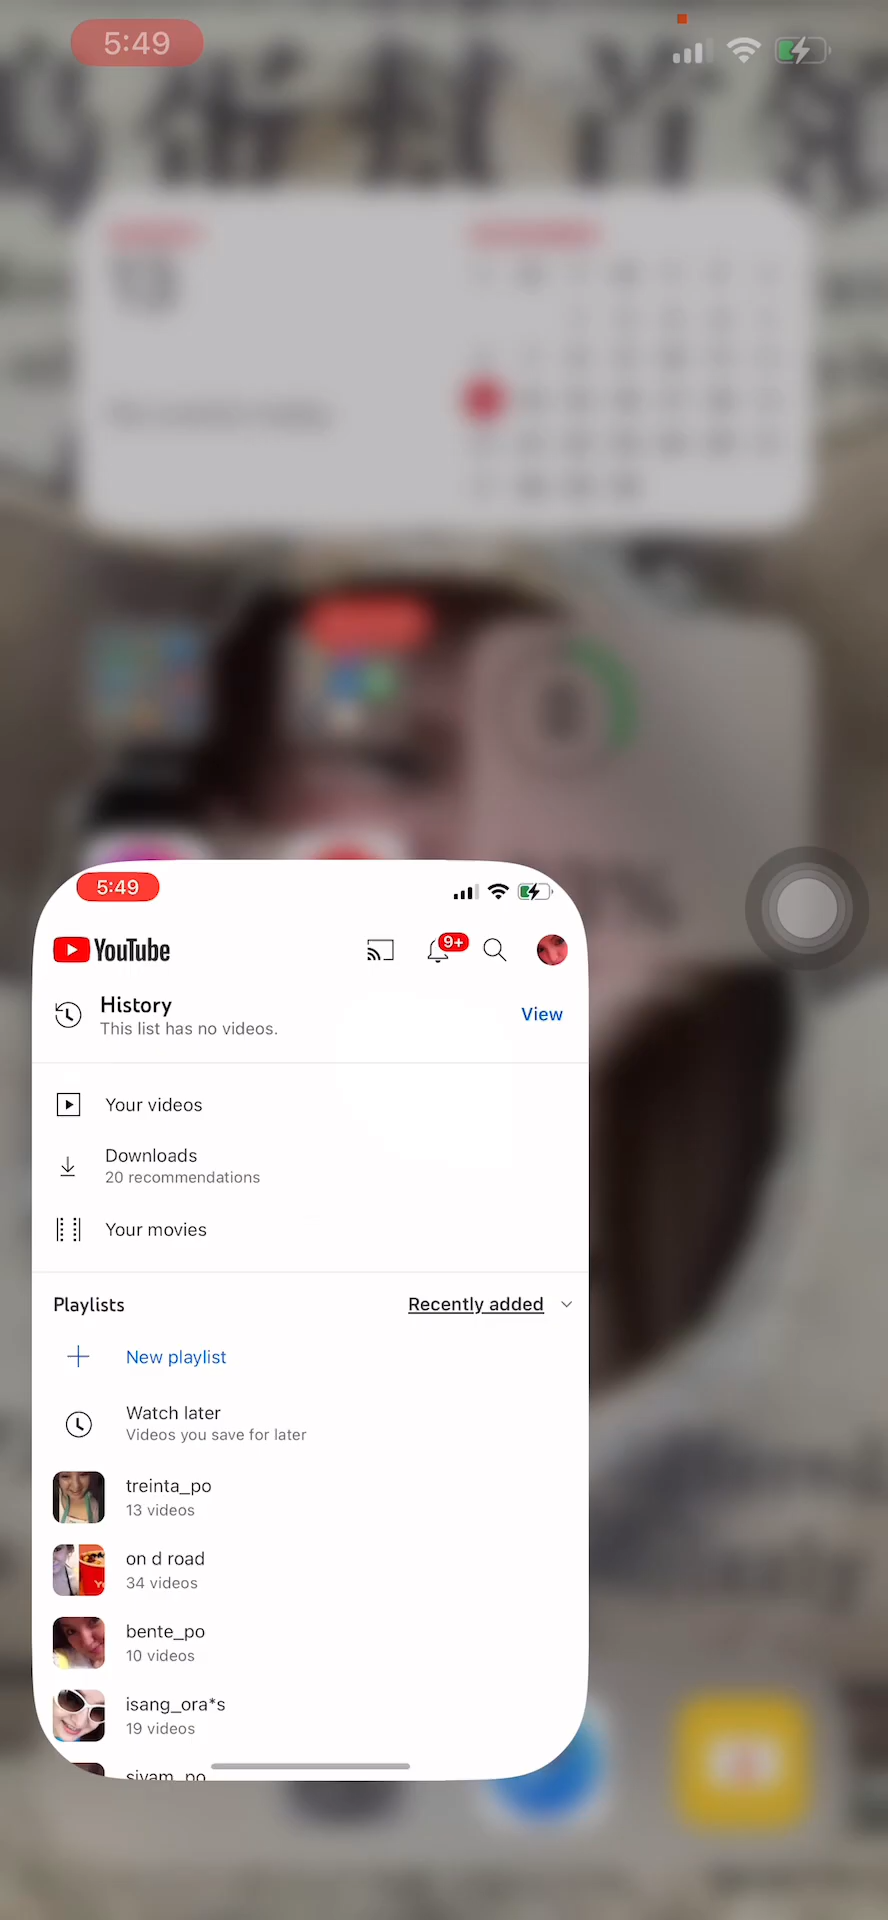 5:49
5:49
YouTube
9+
History
This list has no videos.
View
Your videos
Downloads
20 recommendations
Your movies
Playlists
Recently added
New playlist
Watch later
Videos you save for later
treinta_po
13 videos
on d road
34 videos
bente_po
10 videos
isang_ora*s
19 videos
siyam_po